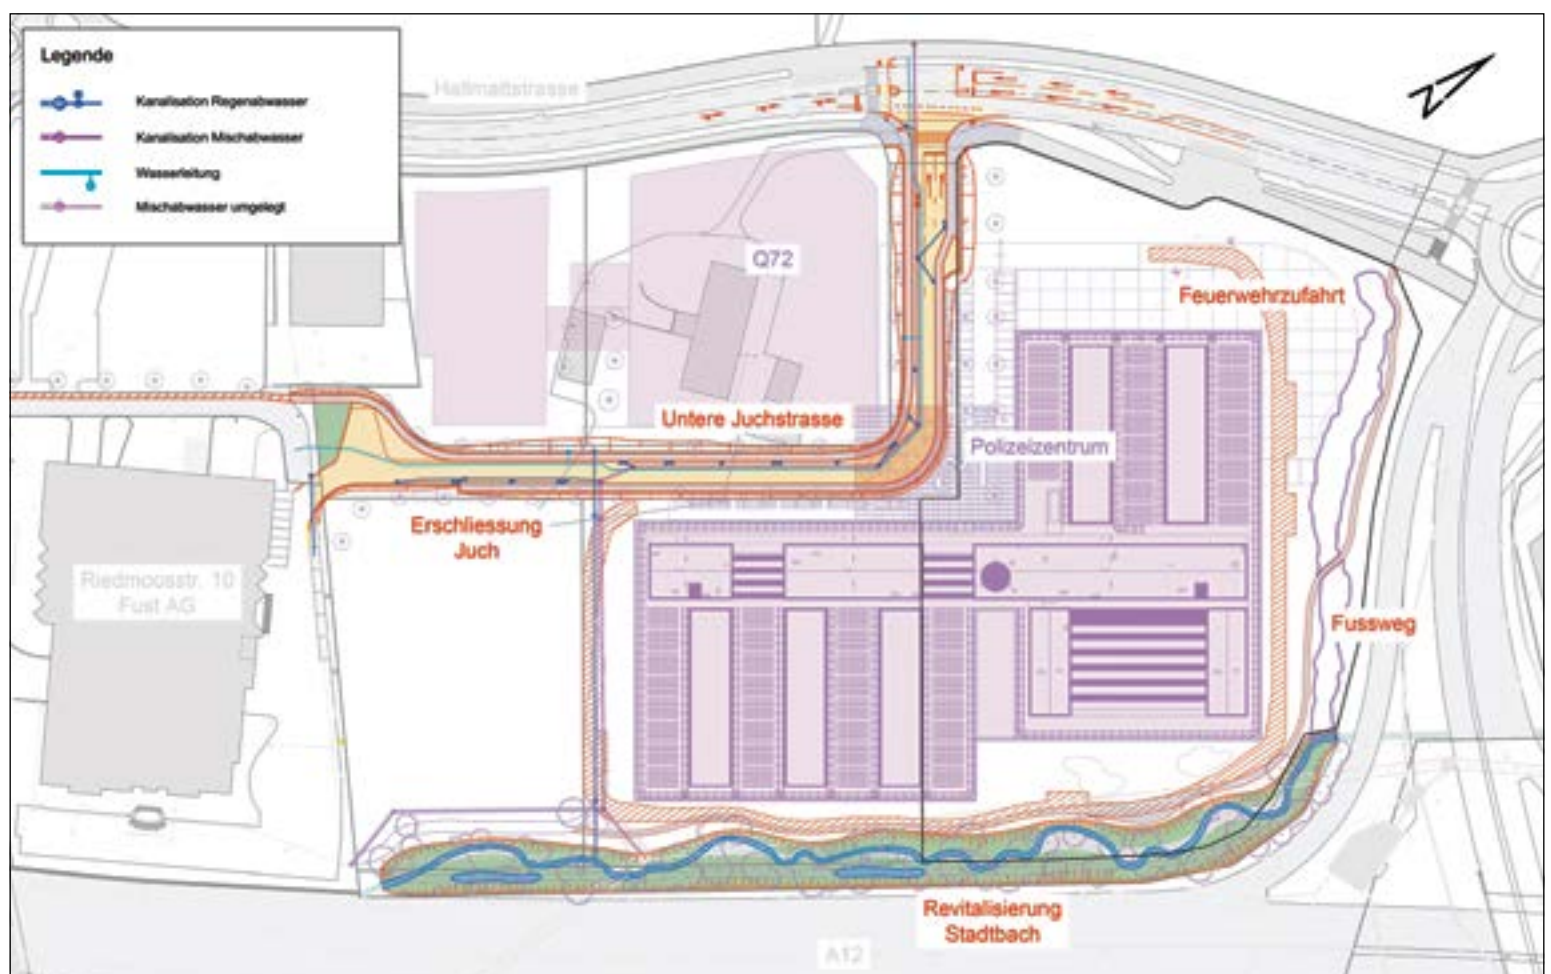 Legende
Kanalisation Regenabwasser
Kanalisation Mischabwasser
Wasserleitung
Mischabwasser umgelegt
Hallmattstrasse
Q72
Feuerwehrzufahrt
Untere Juchstrasse
Polizeizentrum
Erschliessung
Juch
Riedmoosstr. 10
Fust AG
Fussweg
Revitalisierung
Stadtbach
A12